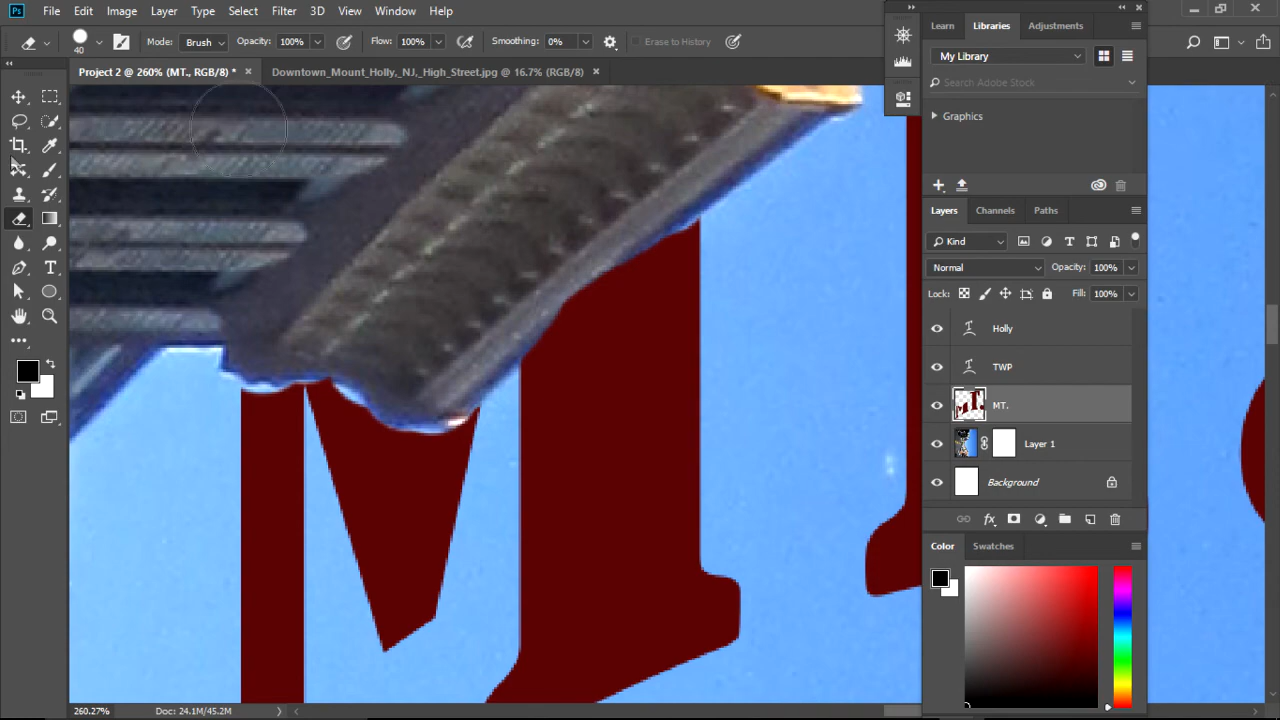 Ps File Edit Image Layer Type Select Filter 3D View Window Help
40 Mode: Brush Opacity: 100% Flow: 100% Smoothing: 0% Erase to History
Project 2 @ 260% (MT., RGB/8) * Downtown_Mount_Holly,_NJ,_High_Street.jpg @ 16.7% (RGB/8)
Learn Libraries Adjustments
My Library
Search Adobe Stock
Graphics
Layers Channels Paths
Kind
Normal Opacity: 100%
Lock: Fill: 100%
Holly
TWP
MT.
Layer 1
Background
fx
Color Swatches
260.27% Doc: 24.1M/45.2M